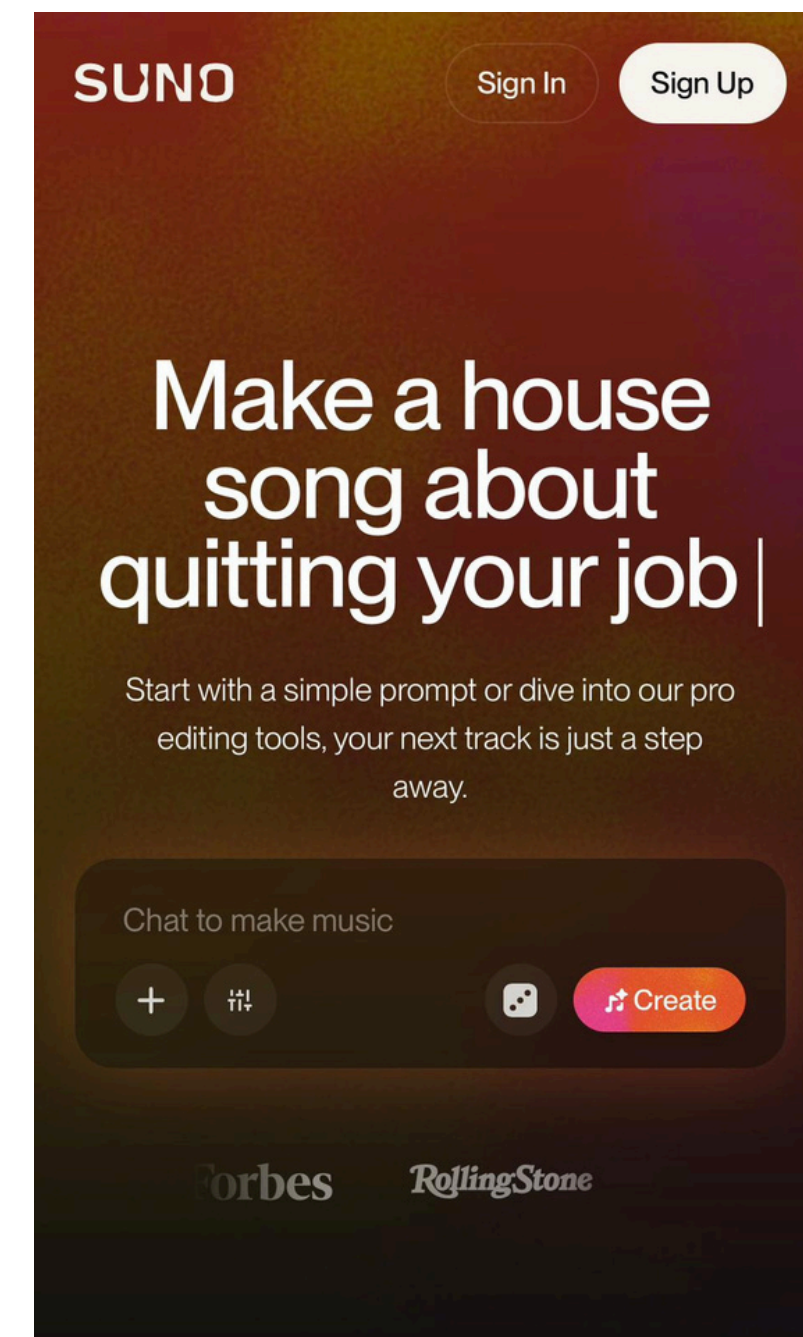 SUNO
Sign In
Sign Up
Make a house
song about
quitting your job
Start with a simple prompt or dive into our pro
editing tools, your next track is just a step
away.
Chat to make music
Create
Forbes
RollingStone